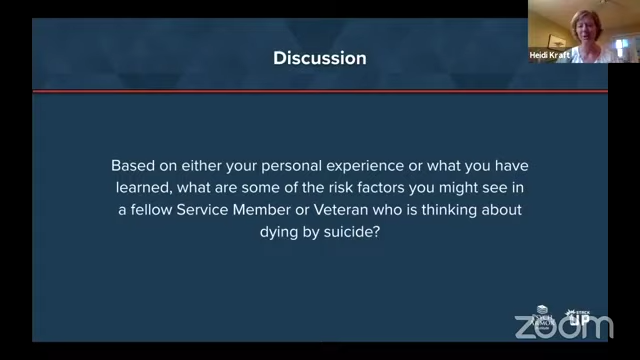 Discussion
Heidi Kraft
Based on either your personal experience or what you have
learned, what are some of the risk factors you might see in
a fellow Service Member or Veteran who is thinking about
dying by suicide?
STACK
UP
zoom